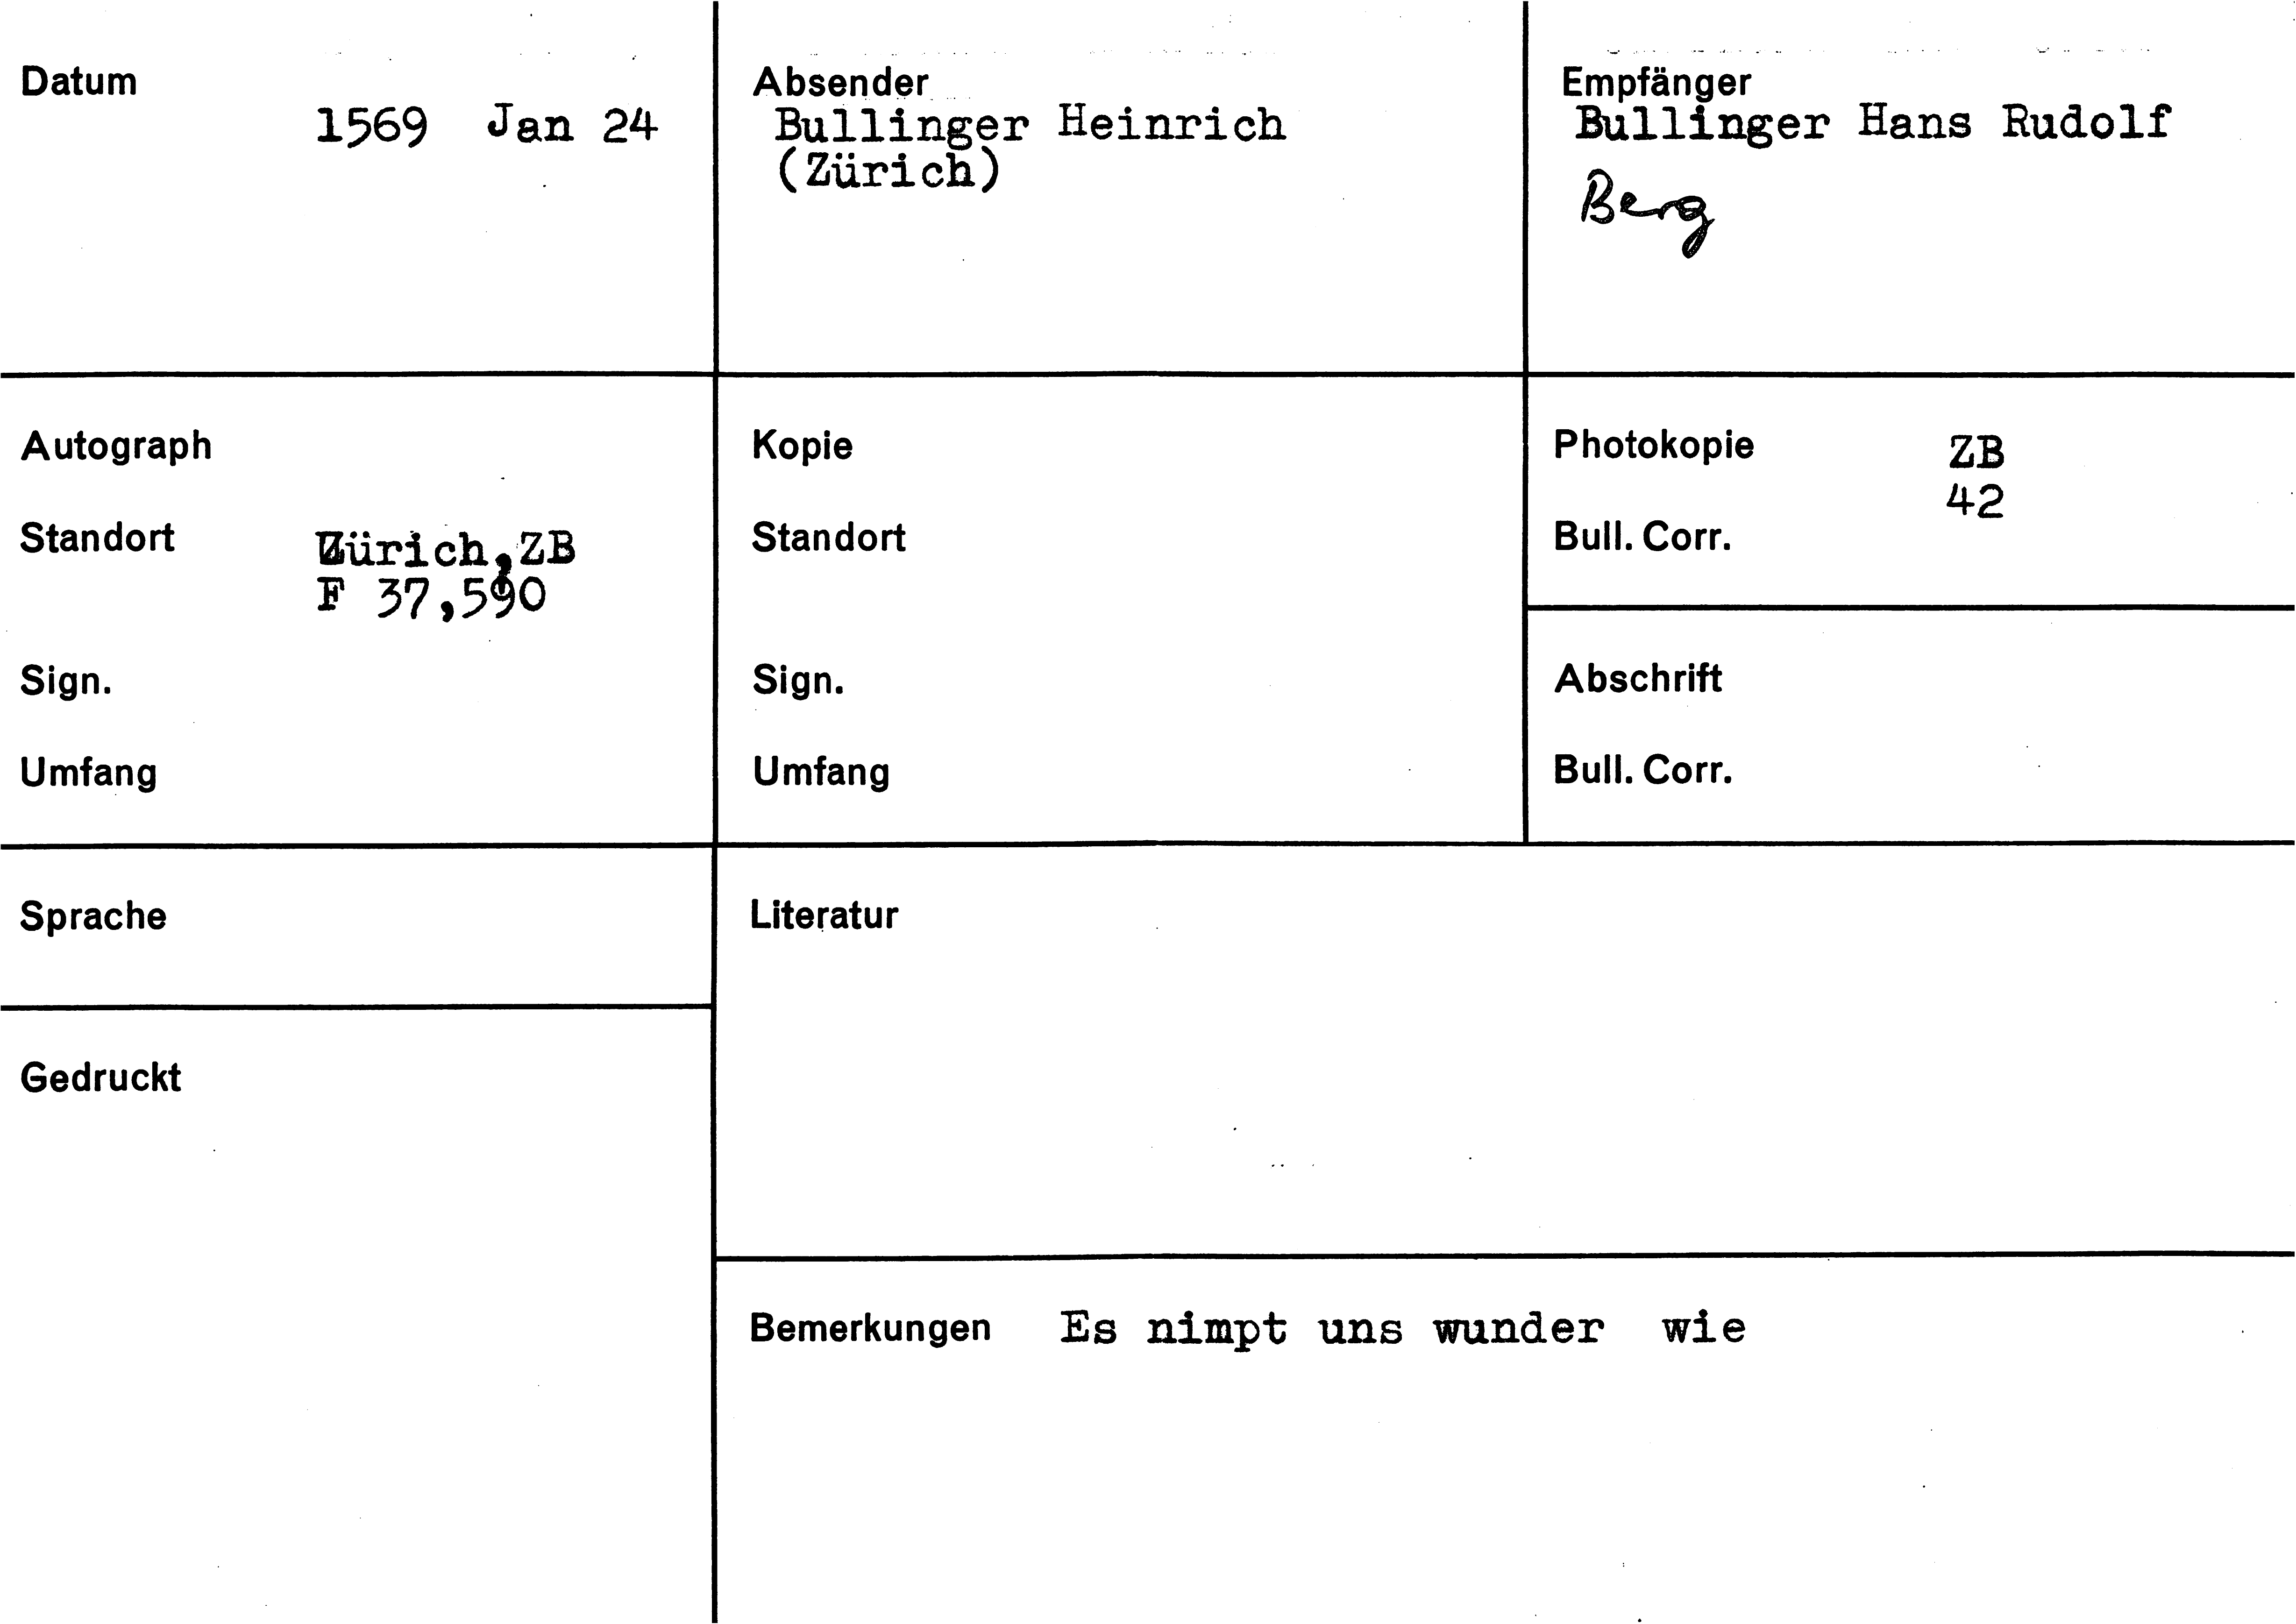 Datum
1569 Jan 24
Absender
Bullinger Heinrich
(Zürich)
Empfänger
Bullinger Hans Rudolf
Berg
Autograph
Standort Zürich,ZB
F 37,590
Sign.
Umfang
Kopie
Standort
Sign.
Umfang
Photokopie ZB
42
Bull. Corr.
Abschrift
Bull. Corr.
Sprache
Literatur
Gedruckt
Bemerkungen Es nimpt uns wunder wie